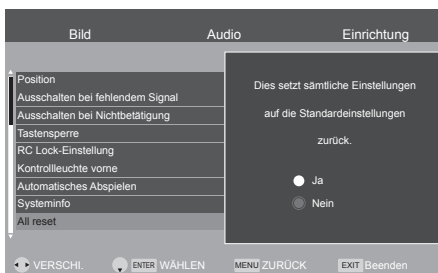 Bild Audio Einrichtung
Position
Ausschalten bei fehlendem Signal
Ausschalten bei Nichtbetätigung
Tastensperre
RC Lock-Einstellung
Kontrollleuchte vorne
Automatisches Abspielen
Systeminfo
All reset
Dies setzt sämtliche Einstellungen
auf die Standardeinstellungen
zurück.
Ja
Nein
VERSCHI. ENTER WÄHLEN MENU ZURÜCK EXIT Beenden